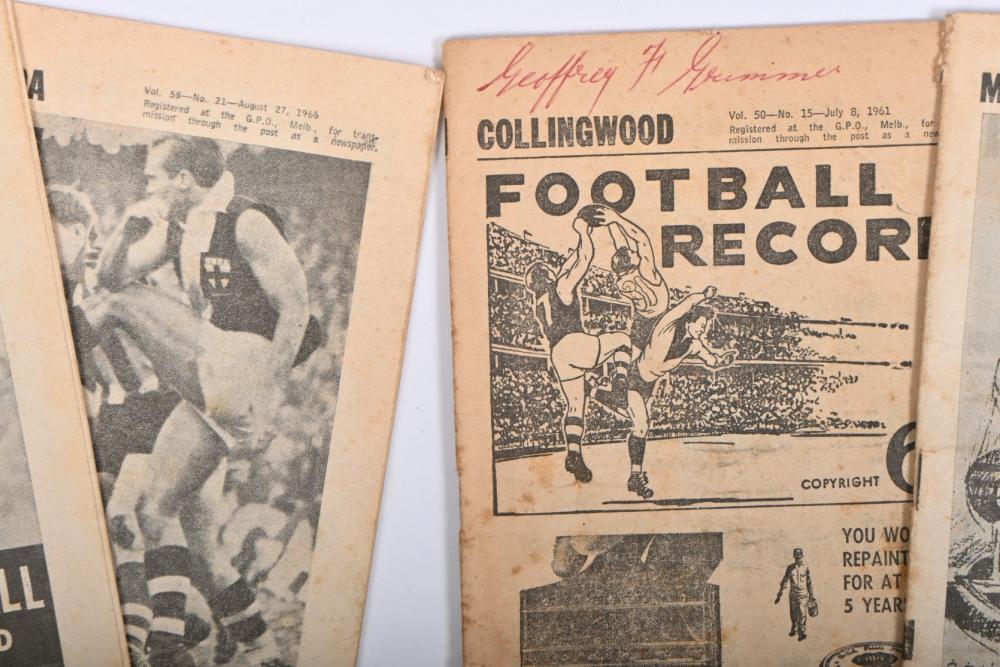 Vol. 55—No. 21—August 27, 1966
Registered at the G.P.O., Melb., for trans-
mission through the post as a newspaper.
Geoffrey F Grummer
COLLINGWOOD
Vol. 50—No. 15—July 8, 1961
Registered at the G.P.O., Melb., for
mission through the post as a new
FOOTBALL
RECOR
COPYRIGHT 6
YOU WO
REPAINT
FOR AT
5 YEAR
M
LL
D